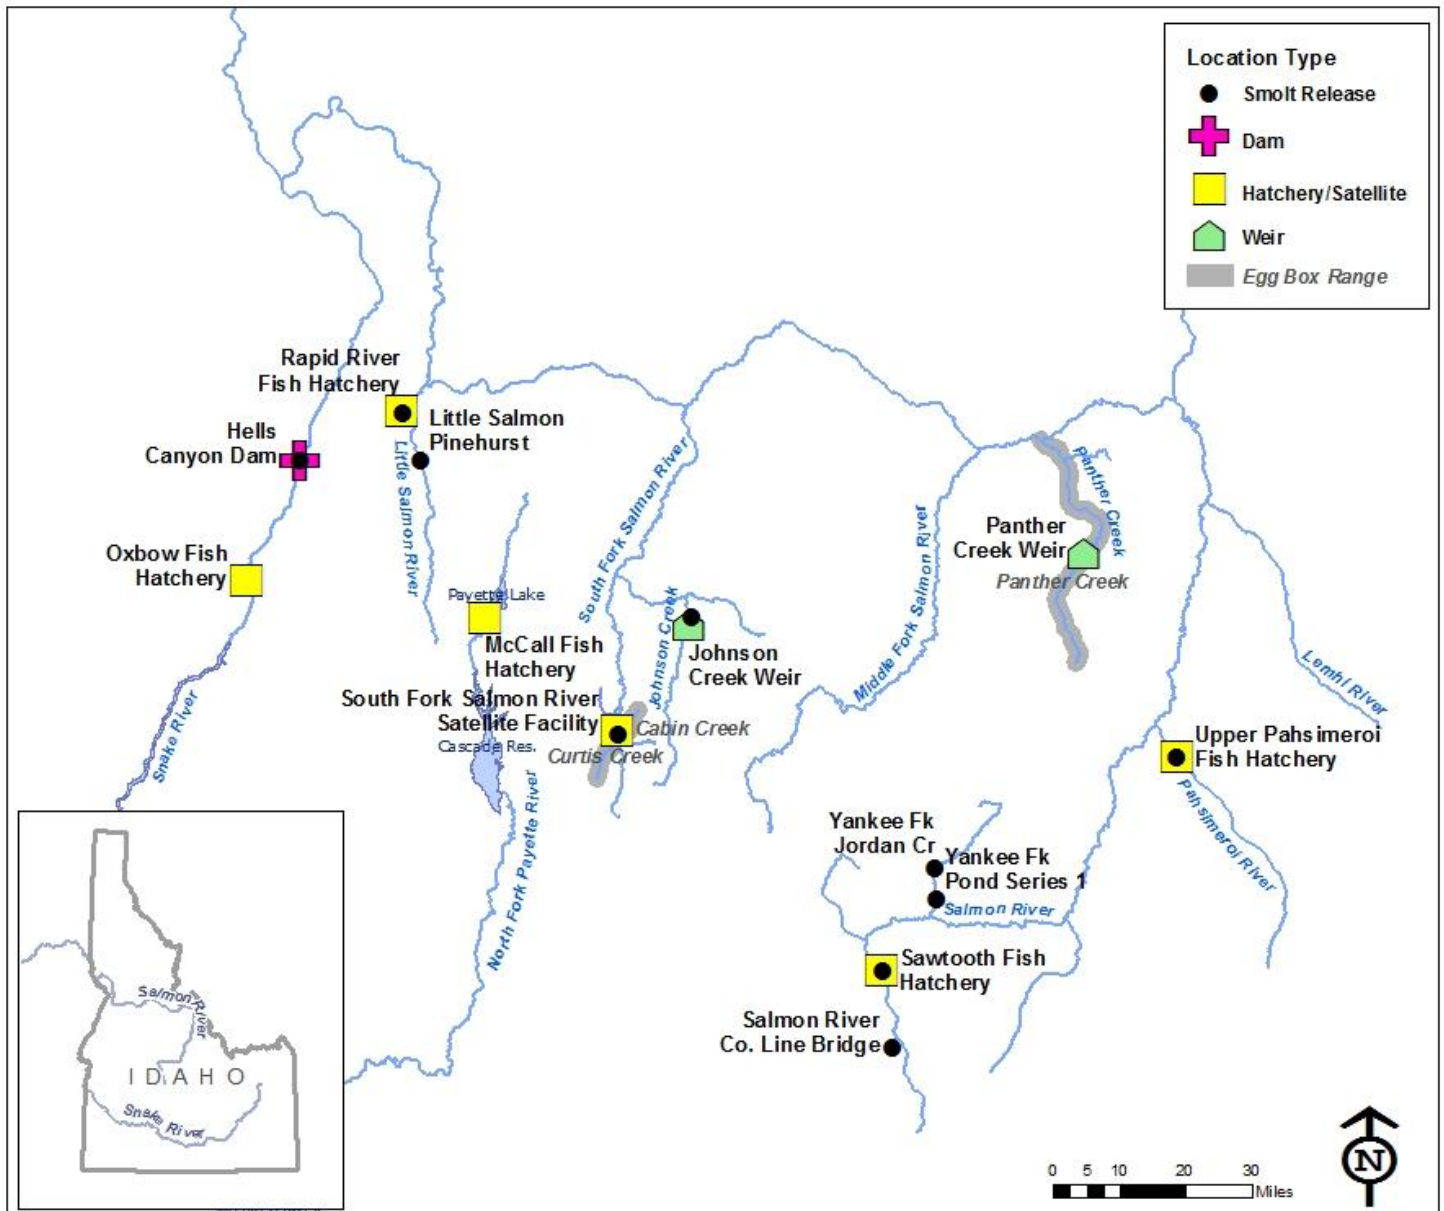 Location Type
Smolt Release
Dam
Hatchery/Satellite
Weir
Egg Box Range
Rapid River
Fish Hatchery
Little Salmon
Pinehurst
Hells
Canyon Dam
Little Salmon River
South Fork Salmon River
Panther Creek
Oxbow Fish
Hatchery
Panther
Creek Weir
Panther Creek
Middle Fork Salmon River
Payette Lake
McCall Fish
Hatchery
Johnson Creek
Johnson
Creek Weir
Lemhi River
South Fork Salmon River
Satellite Facility
Cabin Creek
Curtis Creek
Cascade Res.
Snake River
Upper Pahsimeroi
Fish Hatchery
Pahsimeroi River
North Fork Payette River
Yankee Fk
Jordan Cr
Yankee Fk
Pond Series 1
Salmon River
Sawtooth Fish
Hatchery
Salmon River
Co. Line Bridge
Salmon River
IDAHO
Snake River
N
0 5 10 20 30
Miles